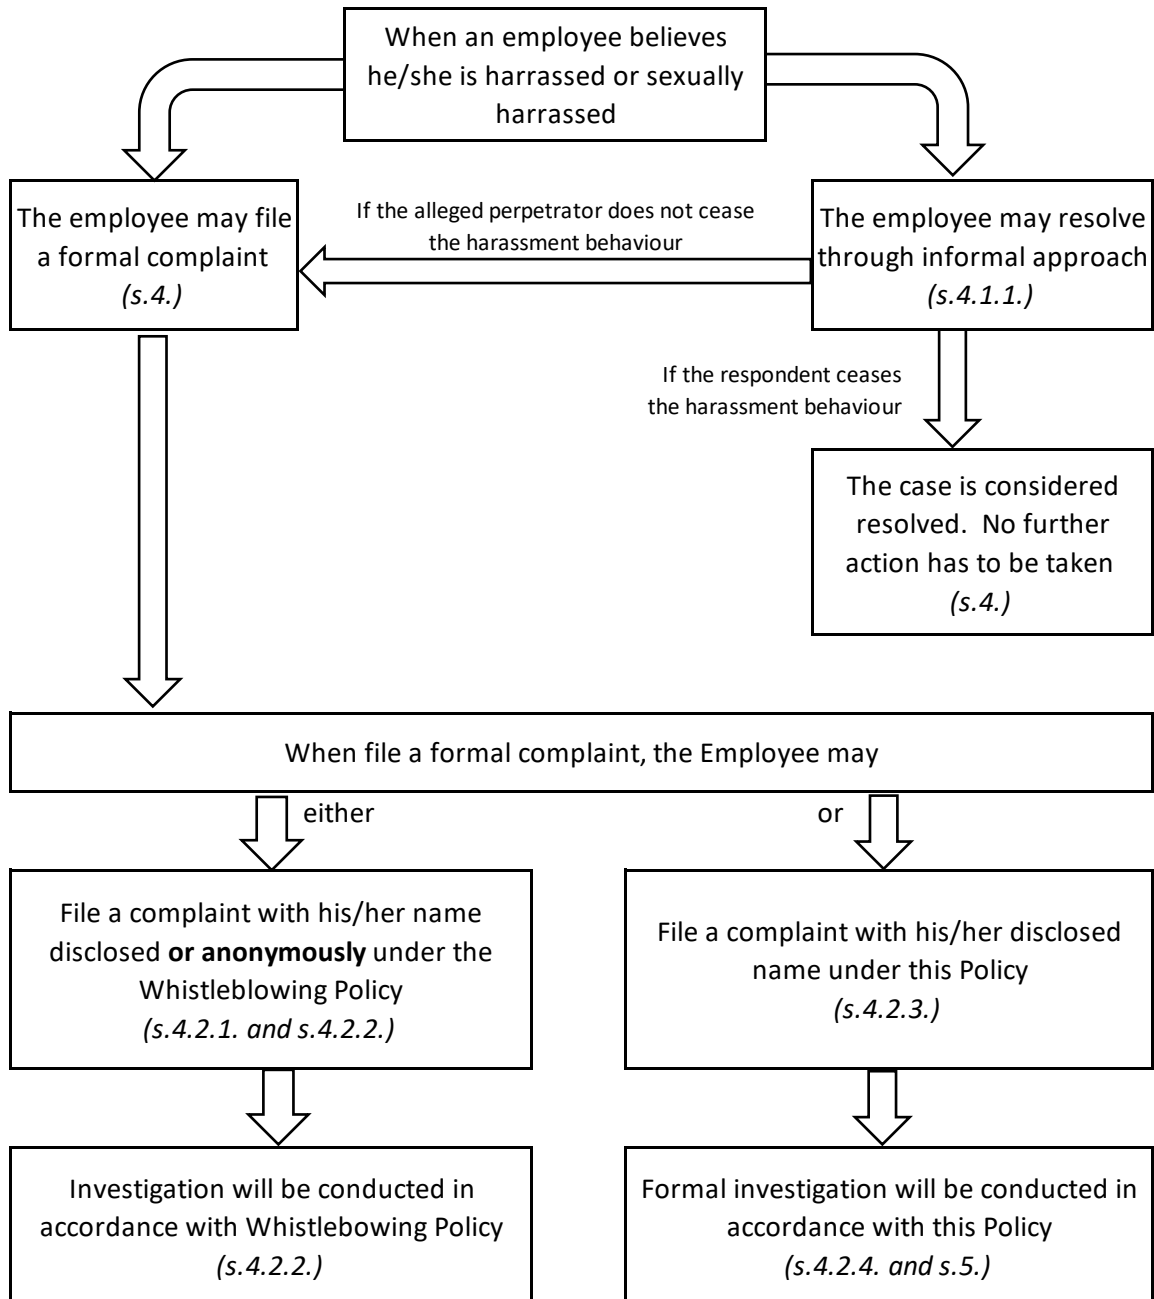 When an employee believes
he/she is harrassed or sexually
harrassed
The employee may file
a formal complaint
(s.4.)
If the alleged perpetrator does not cease
the harassment behaviour
The employee may resolve
through informal approach
(s.4.1.1.)
If the respondent ceases
the harassment behaviour
The case is considered
resolved.  No further
action has to be taken
(s.4.)
When file a formal complaint, the Employee may
either
or
File a complaint with his/her name
disclosed or anonymously under the
Whistleblowing Policy
(s.4.2.1. and s.4.2.2.)
File a complaint with his/her disclosed
name under this Policy
(s.4.2.3.)
Investigation will be conducted in
accordance with Whistlebowing Policy
(s.4.2.2.)
Formal investigation will be conducted in
accordance with this Policy
(s.4.2.4. and s.5.)